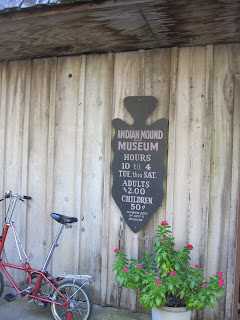 INDIAN MOUND
MUSEUM
HOURS
10 til 4
TUE. thru SAT.
ADULTS
$2.00
CHILDREN
50¢